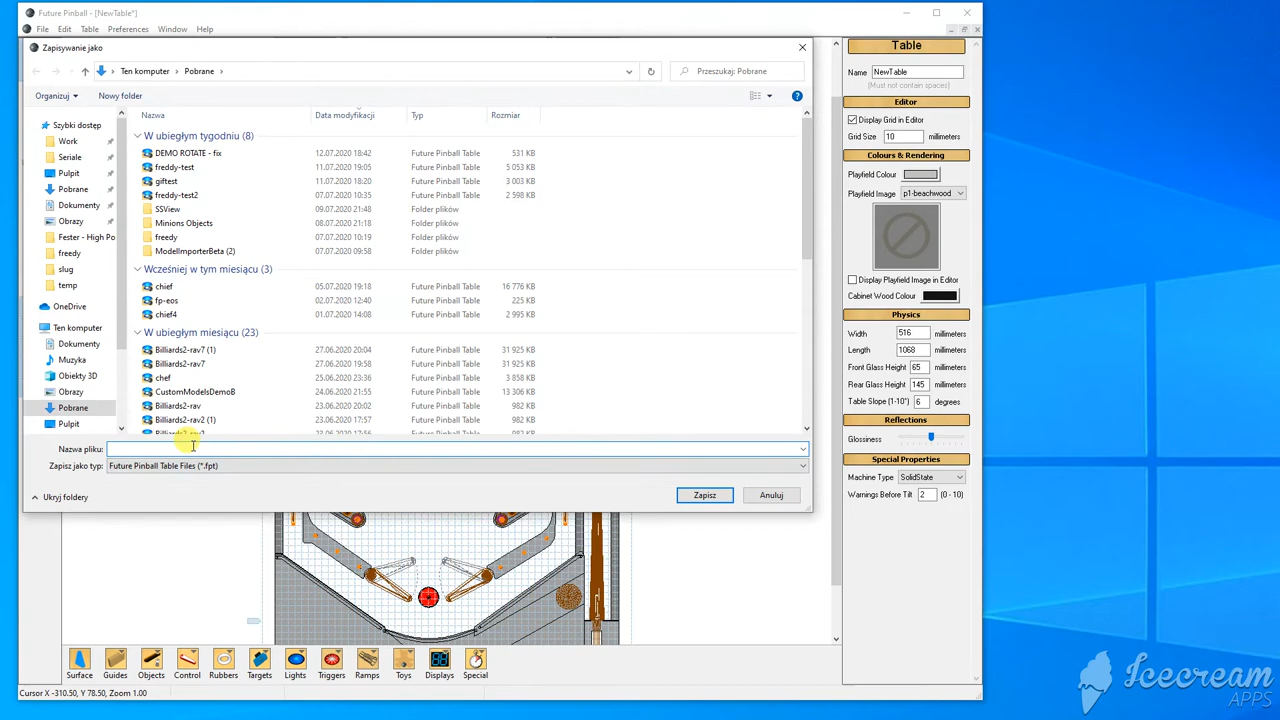 Future Pinball - [NewTable*]
File Edit Table Preferences Window Help
Zapisywanie jako
Ten komputer Pobrane
Przeszukaj: Pobrane
Organizuj Nowy folder
Szybki dostęp
Work
Seriale
Pulpit
Pobrane
Dokumenty
Obrazy
Fester - High Po
freedy
slug
temp
OneDrive
Ten komputer
Dokumenty
Muzyka
Obiekty 3D
Obrazy
Pobrane
Pulpit
Nazwa Data modyfikacji Typ Rozmiar
W ubiegłym tygodniu (8)
DEMO ROTATE - fix 12.07.2020 18:42 Future Pinball Table 531 KB
freddy-test 11.07.2020 19:05 Future Pinball Table 5 053 KB
giftest 11.07.2020 18:20 Future Pinball Table 3 003 KB
freddy-test2 07.07.2020 10:35 Future Pinball Table 2 598 KB
SSView 09.07.2020 21:48 Folder plików
Minions Objects 08.07.2020 21:18 Folder plików
freedy 07.07.2020 10:19 Folder plików
ModelImporterBeta (2) 07.07.2020 09:58 Folder plików
Wcześniej w tym miesiącu (3)
chief 05.07.2020 19:18 Future Pinball Table 16 776 KB
fp-eos 02.07.2020 12:40 Future Pinball Table 225 KB
chief4 01.07.2020 14:08 Future Pinball Table 2 995 KB
W ubiegłym miesiącu (23)
Billiards2-rav7 (1) 27.06.2020 20:04 Future Pinball Table 31 925 KB
Billiards2-rav7 27.06.2020 19:58 Future Pinball Table 31 925 KB
chef 25.06.2020 23:36 Future Pinball Table 3 858 KB
CustomModelsDemoB 24.06.2020 21:55 Future Pinball Table 13 306 KB
Billiards2-rav 23.06.2020 20:02 Future Pinball Table 982 KB
Billiards2-rav2 (1) 23.06.2020 17:57 Future Pinball Table 982 KB
Billiards2-rav2 23.06.2020 17:56 Future Pinball Table 982 KB
Nazwa pliku:
Zapisz jako typ: Future Pinball Table Files (*.fpt)
Ukryj foldery
Zapisz Anuluj
Table
Name NewTable
(Must not contain spaces)
Editor
Display Grid in Editor
Grid Size 10 millimeters
Colours & Rendering
Playfield Colour
Playfield Image p1-beachwood
Display Playfield Image in Editor
Cabinet Wood Colour
Physics
Width 516 millimeters
Length 1068 millimeters
Front Glass Height 65 millimeters
Rear Glass Height 145 millimeters
Table Slope (1-10°) 6 degrees
Reflections
Glossiness
Special Properties
Machine Type SolidState
Warnings Before Tilt 2 (0 - 10)
Surface Guides Objects Control Rubbers Targets Lights Triggers Ramps Toys Displays Special
Cursor X -310.50, Y 78.50, Zoom 1.00
Icecream
APPS